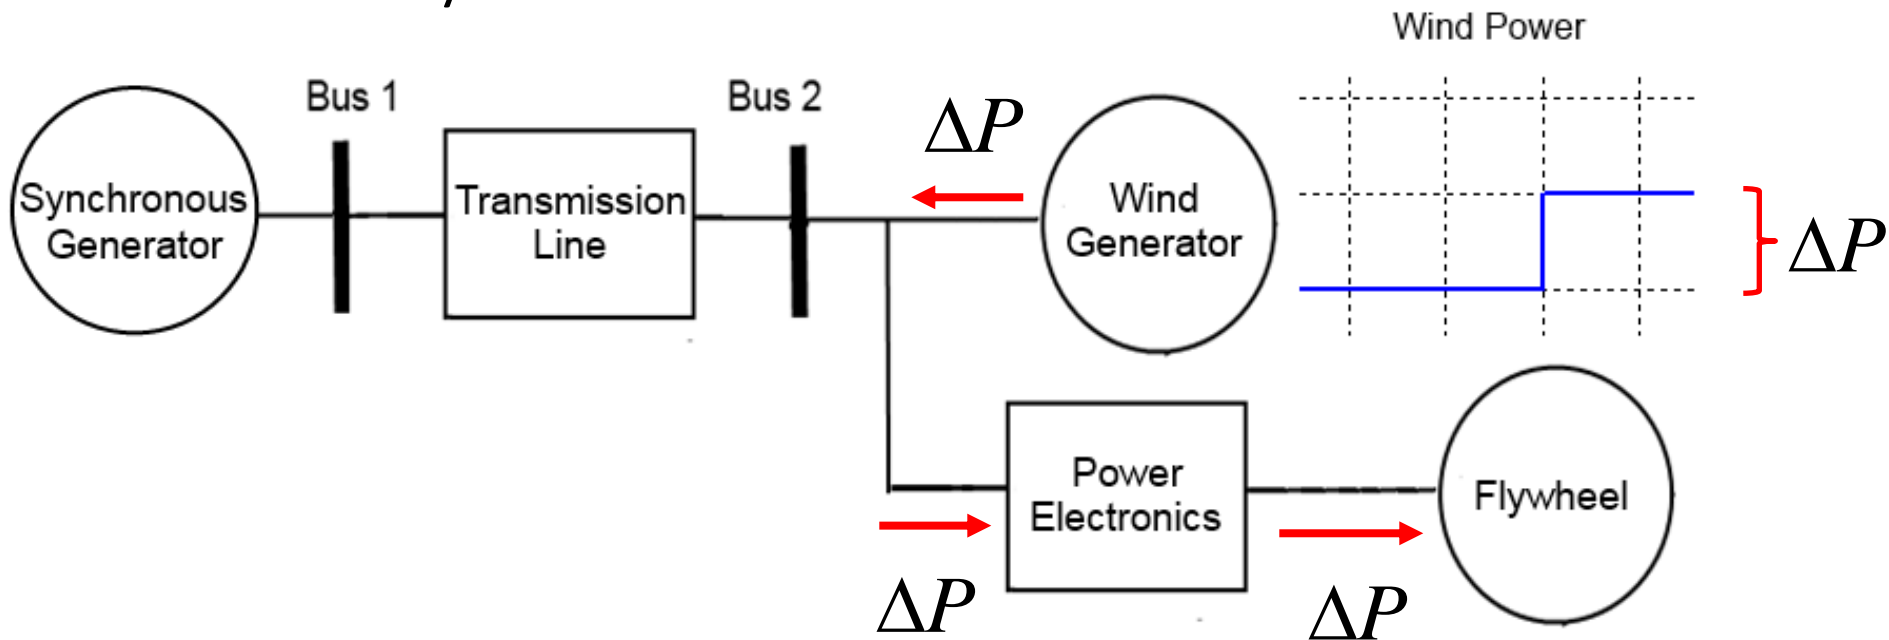 Wind Power
Bus 1
Bus 2
ΔP
Synchronous
Generator
Transmission
Line
Wind
Generator
ΔP
Power
Electronics
Flywheel
ΔP
ΔP